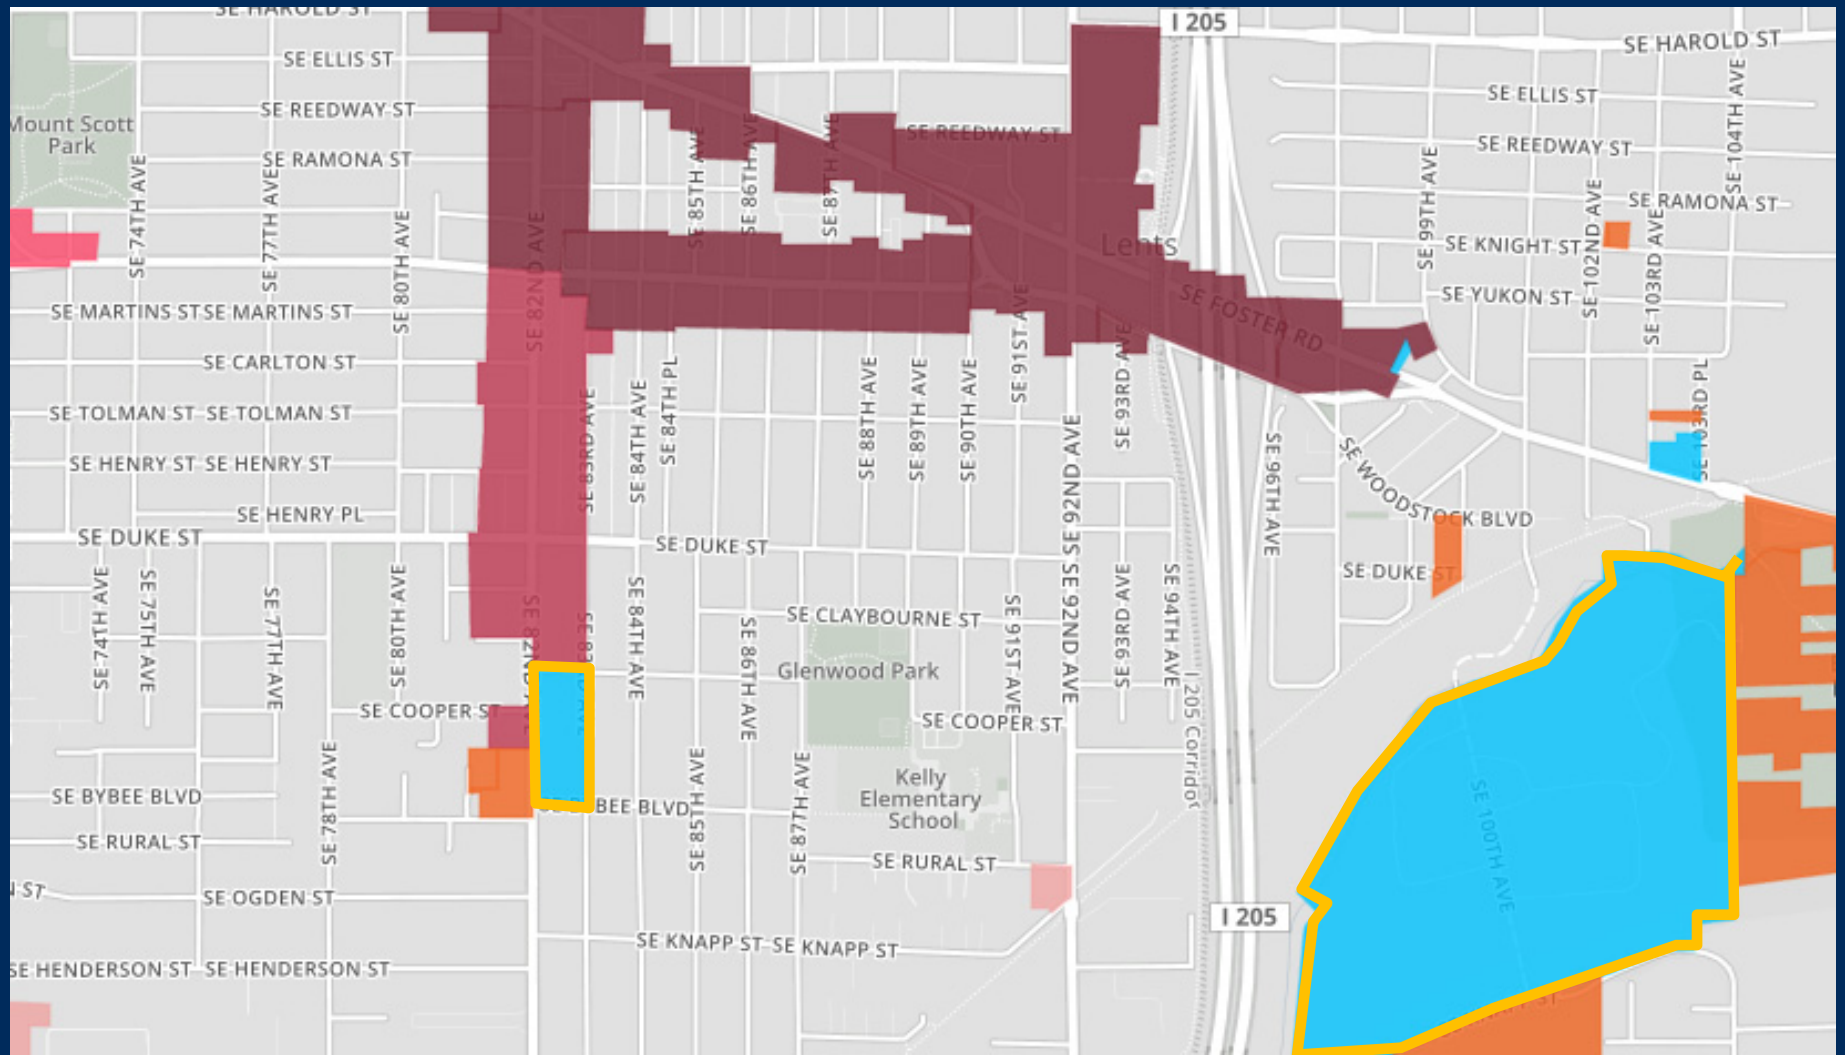 SE HAROLD ST
I 205
SE HAROLD ST
SE ELLIS ST
SE ELLIS ST
SE 104TH AVE
SE REEDWAY ST
Mount Scott
Park
SE REEDWAY ST
SE REEDWAY ST
SE RAMONA ST
SE 74TH AVE
SE 77TH AVE
SE 80TH AVE
SE 82ND AVE
SE 85TH AVE
SE 86TH AVE
SE 87TH AVE
SE 99TH AVE
SE 102ND AVE
SE 103RD AVE
SE RAMONA ST
Lents
SE KNIGHT ST
SE YUKON ST
SE FOSTER RD
SE MARTINS ST
SE MARTINS ST
SE CARLTON ST
SE 91ST AVE
SE 93RD AVE
SE TOLMAN ST
SE TOLMAN ST
SE 83RD AVE
SE 84TH AVE
SE 84TH PL
SE 88TH AVE
SE 89TH AVE
SE 90TH AVE
SE 92ND AVE
SE 92ND AVE
SE 96TH AVE
SE 103RD PL
SE HENRY ST
SE HENRY ST
SE WOODSTOCK BLVD
SE HENRY PL
SE DUKE ST
SE DUKE ST
SE DUKE ST
SE 74TH AVE
SE 75TH AVE
SE 77TH AVE
SE 80TH AVE
SE 84TH AVE
SE 86TH AVE
SE 91ST AVE
SE 93RD AVE
SE 94TH AVE
SE CLAYBOURNE ST
Glenwood Park
SE COOPER ST
SE COOPER ST
I 205 Corridor
SE 78TH AVE
SE 85TH AVE
SE 87TH AVE
Kelly
Elementary
School
SE BYBEE BLVD
BEE BLVD
SE 100TH AVE
SE RURAL ST
SE RURAL ST
SE OGDEN ST
I 205
SE KNAPP ST
SE KNAPP ST
SE HENDERSON ST
SE HENDERSON ST